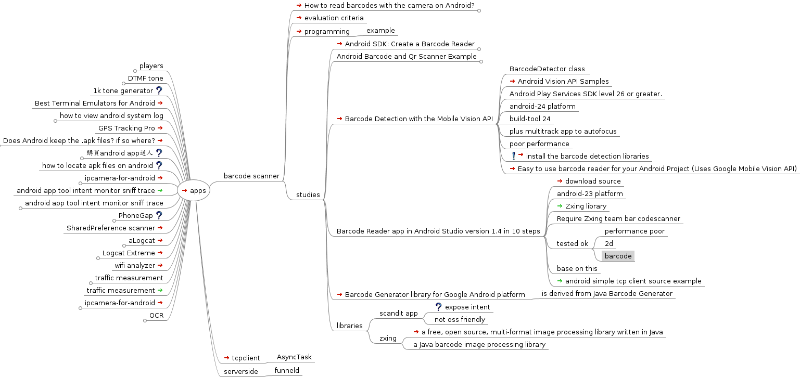 How to read barcodes with the camera on Android?
evaluation criteria
programming
example
Android SDK: Create a Barcode Reader
Android Barcode and Qr Scanner Example
BarcodeDetector class
Android Vision API Samples
Android Play Services SDK level 26 or greater.
android-24 platform
Barcode Detection with the Mobile Vision API
build-tool 24
plus multitrack app to autofocus
poor performance
install the barcode detection libraries
Easy to use barcode reader for your Android Project (Uses Google Mobile Vision API)
barcode scanner
studies
download source
android-23 platform
Zxing library
Require Zxing team barcodescanner
Barcode Reader app in Android Studio version 1.4 in 10 steps
performance poor
tested ok
2d
barcode
base on this
android simple tcp client source example
Barcode Generator library for Google Android platform
is derived from Java Barcode Generator
libraries
scandit app
expose intent
not oss friendly
zxing
a free, open source, multi-format image processing library written in Java
a Java barcode image processing library
players
DTMF tone
1k tone generator
Best Terminal Emulators for Android
how to view android system log
GPS Tracking Pro
Does Android keep the .apk files? if so where?
android app
how to locate apk files on android
ipcamera-for-android
android app tool intent monitor sniff trace
android app tool intent monitor sniff trace
PhoneGap
SharedPreference scanner
aLogcat
Logcat Extreme
wifi analyzer
traffic measurement
traffic measurement
ipcamera-for-android
OCR
apps
tcpclient
AsyncTask
serverside
funneld